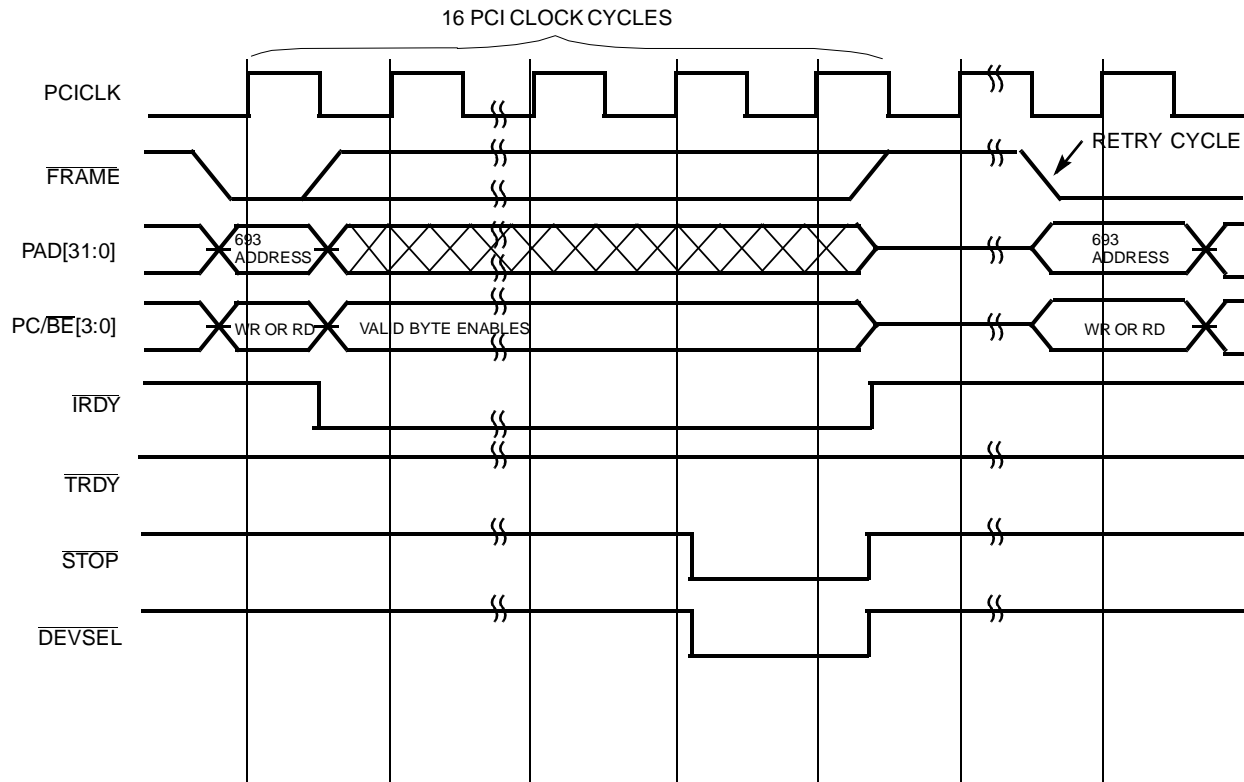 16 PCI CLOCK CYCLES
PCICLK
FRAME
RETRY CYCLE
PAD[31:0]
693
ADDRESS
693
ADDRESS
PC/BE[3:0]
WR OR RD
VALID BYTE ENABLES
WR OR RD
IRDY
TRDY
STOP
DEVSEL